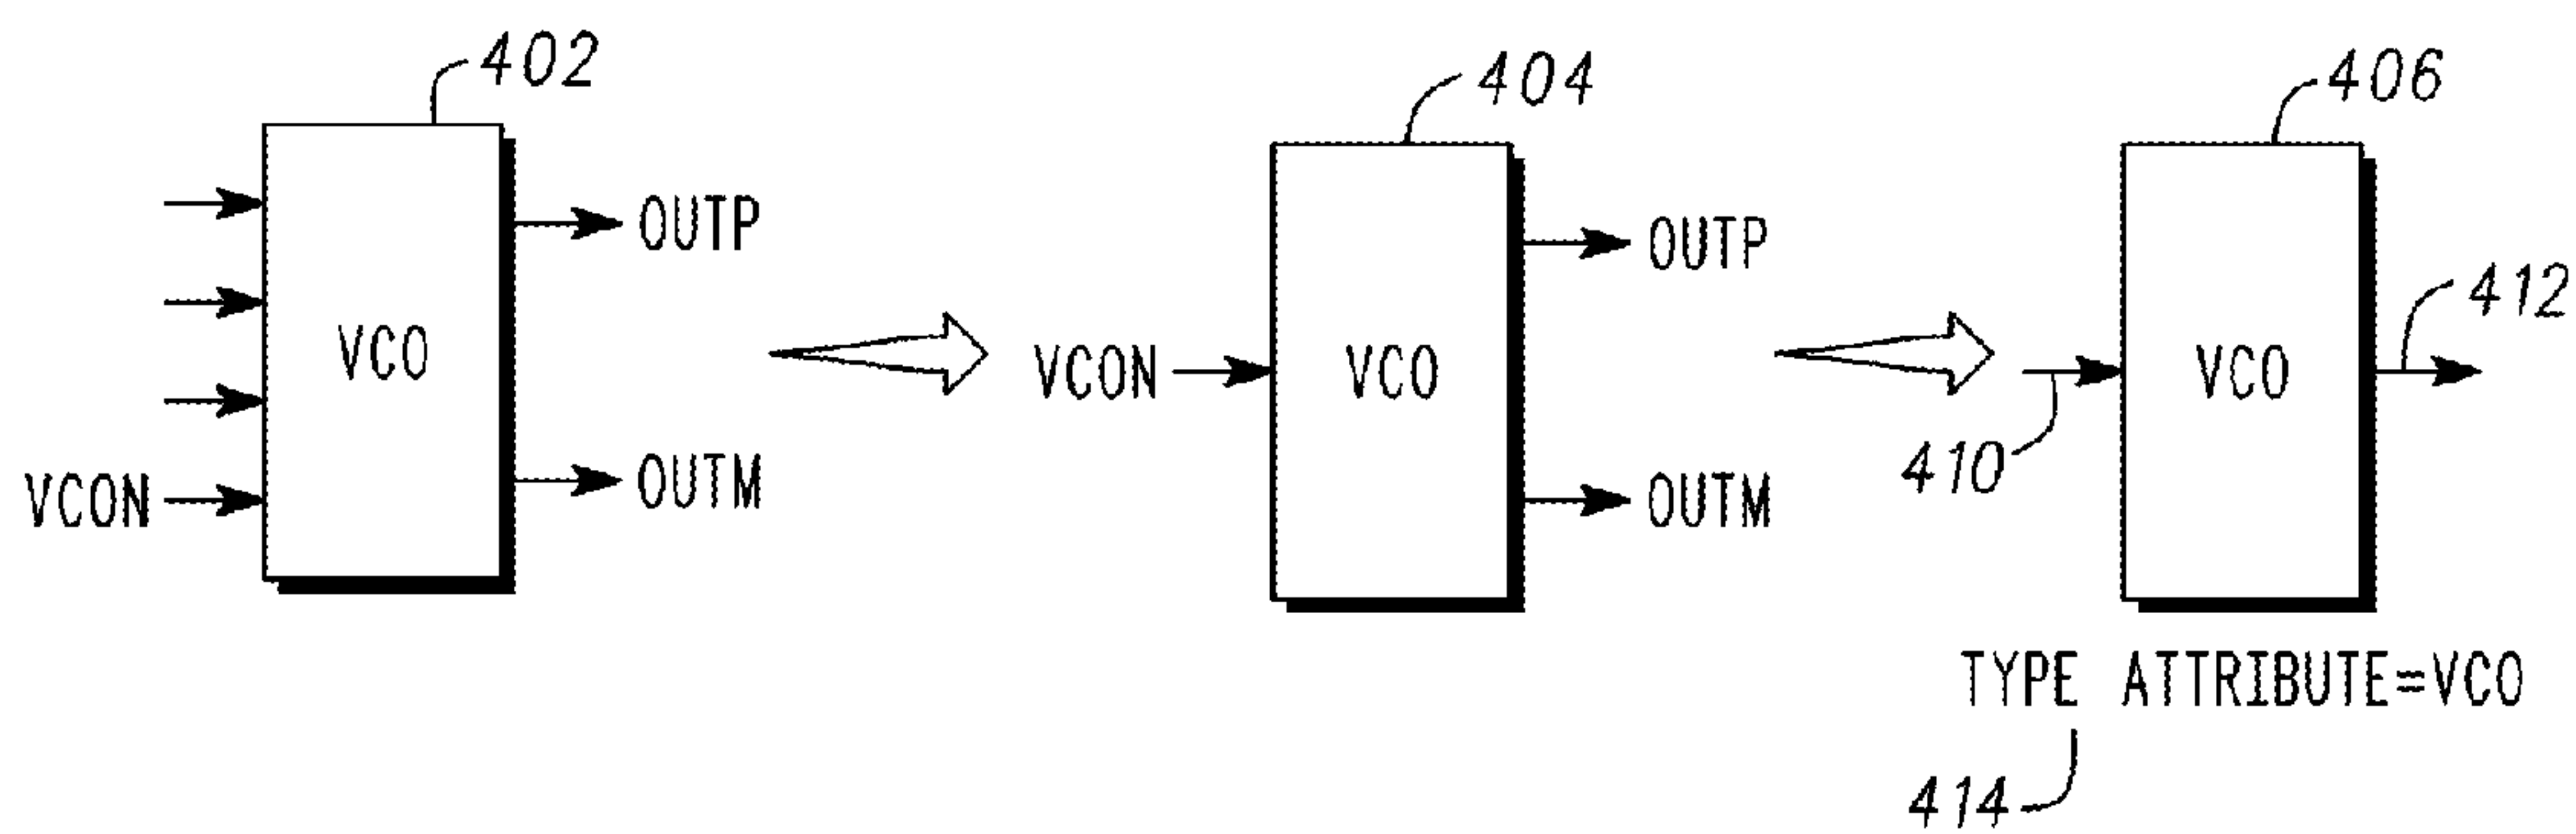 402
404
406
OUTP
OUTP
412
VCO
VCON
VCO
VCO
410
VCON
OUTM
OUTM
TYPE ATTRIBUTE=VCO
414